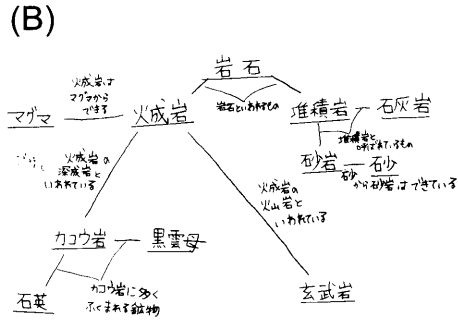 (B)
岩石
岩石といわれるもの
火成岩は
マグマから
できる
マグマ
火成岩
堆積岩
石灰岩
堆積岩と
呼ばれているもの
砂岩
砂
砂
から砂岩はできている
火成岩の
深成岩と
いわれている
火成岩の
火山岩と
いわれている
カコウ岩
黒雲母
石英
カコウ岩に多く
ふくまれる鉱物
玄武岩